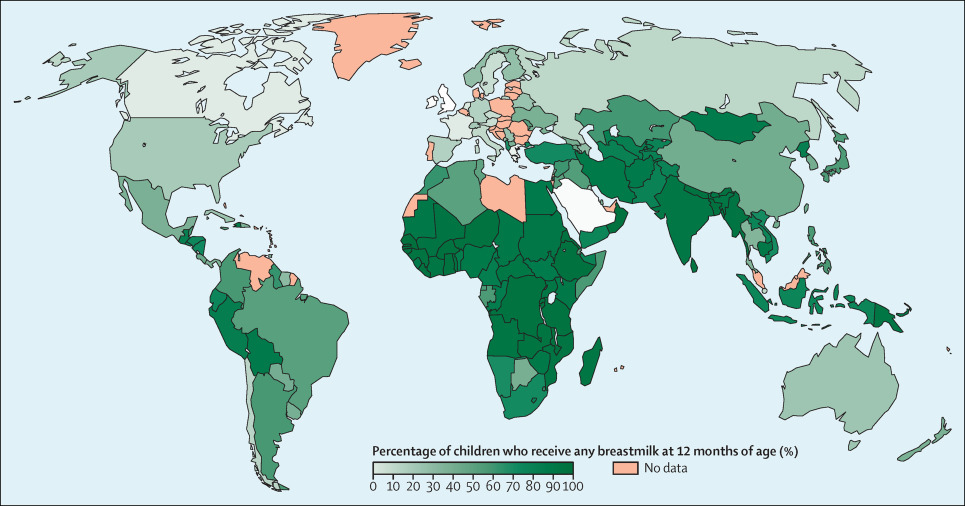 Percentage of children who receive any breastmilk at 12 months of age (%)
0 10 20 30 40 50 60 70 80 90 100
No data